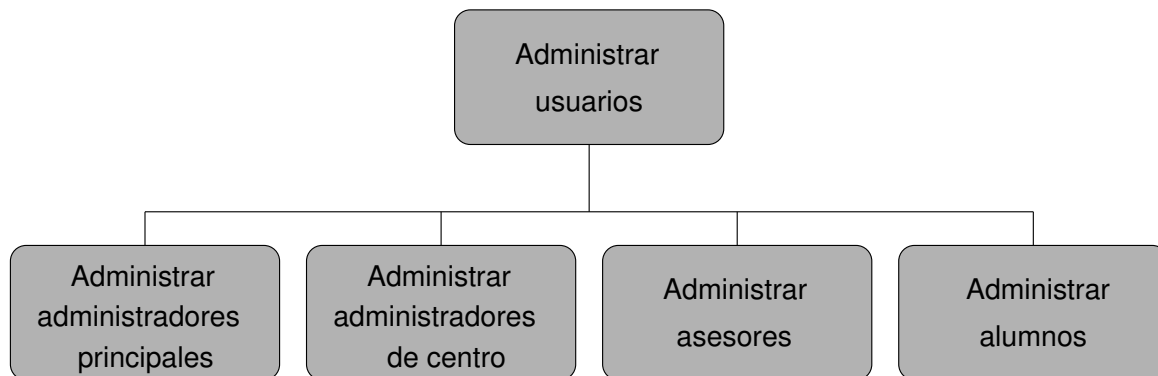 Administrar
usuarios
Administrar
administradores
principales
Administrar
administradores
de centro
Administrar
asesores
Administrar
alumnos